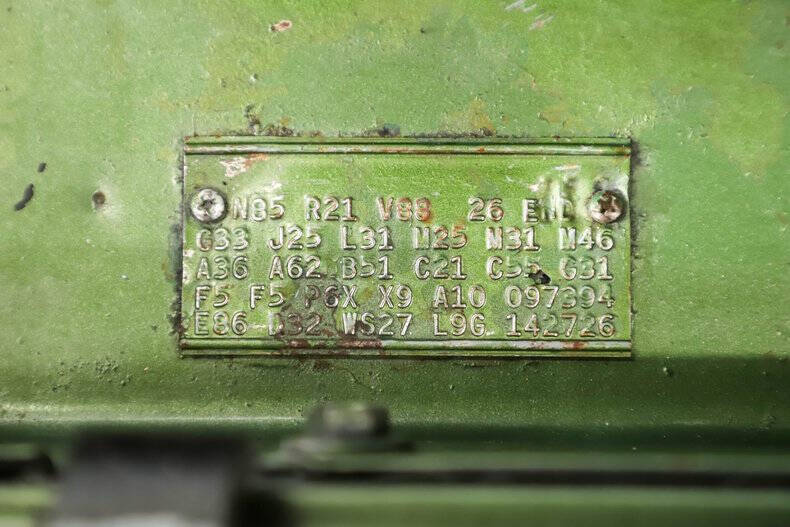 N85 R21 V88 26 END
G33 J25 L31 M25 M31 M46
A36 A62 B51 C21 C55 G31
F5 F5 P6X X9 A10 097394
E86 D32 WS27 L9G 142726